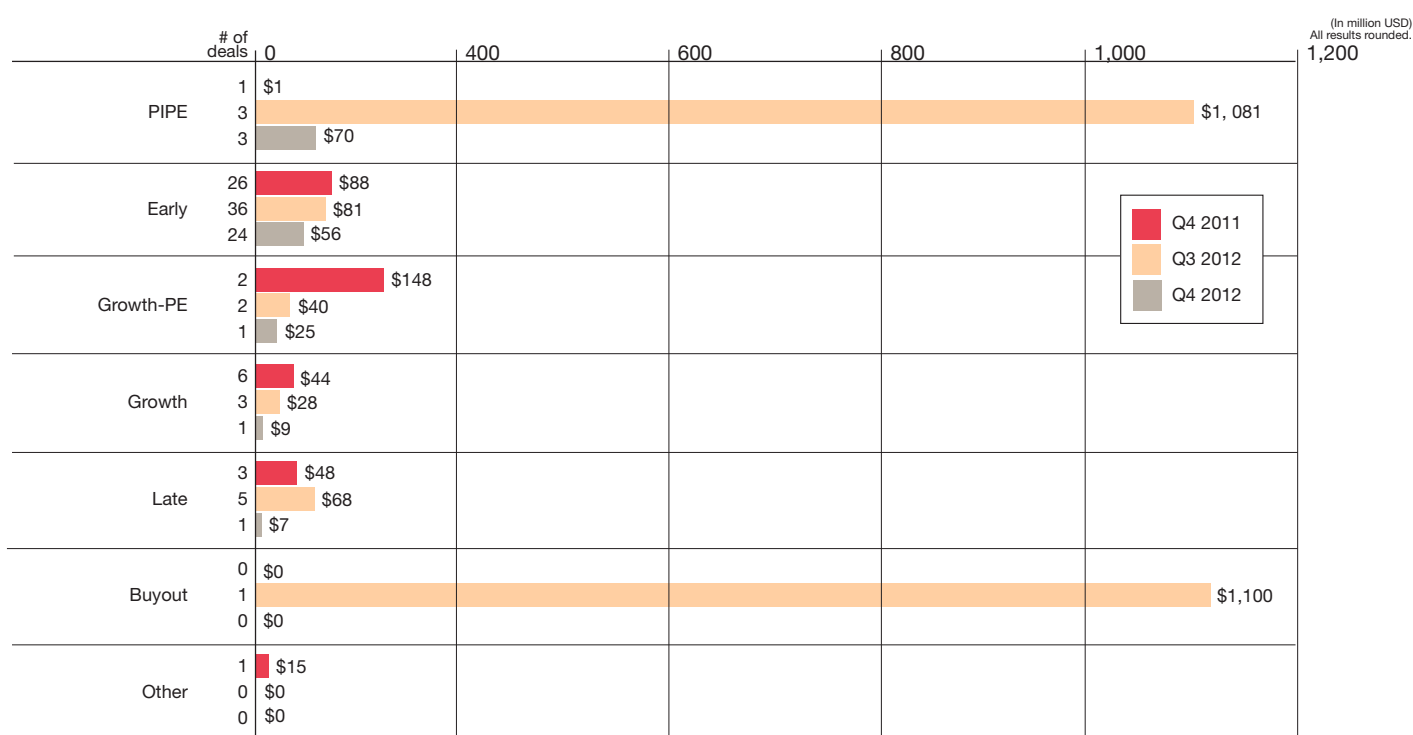 (In million USD)
All results rounded.
# of
deals 0 400 600 800 1,000 1,200
1 $1
PIPE 3 $1, 081
3 $70
26 $88
Early 36 $81
24 $56
Q4 2011
Q3 2012
Q4 2012
2 $148
Growth-PE 2 $40
1 $25
6 $44
Growth 3 $28
1 $9
3 $48
Late 5 $68
1 $7
0 $0
Buyout 1 $1,100
0 $0
1 $15
Other 0 $0
0 $0